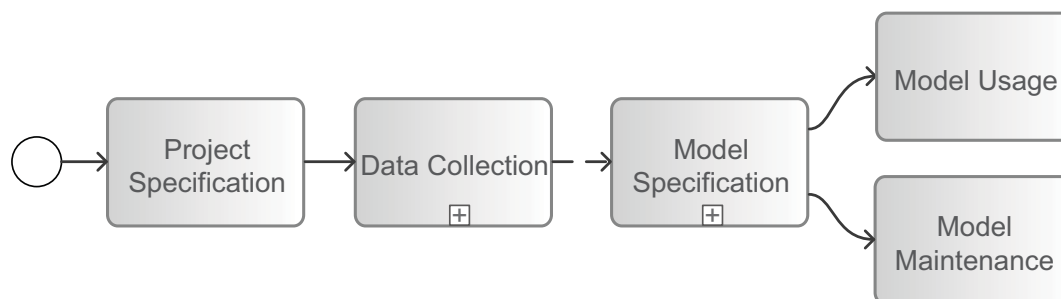 Project
Specification
Data Collection
Model
Specification
Model Usage
Model
Maintenance